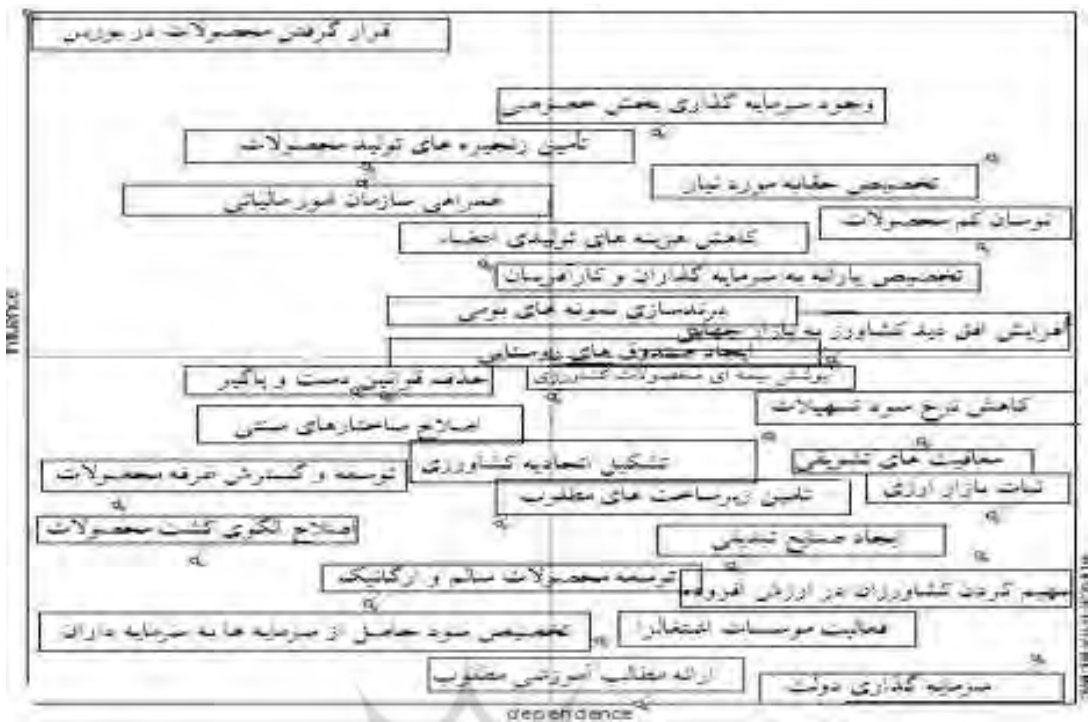 قرار گرفتن محصولات در بورس
وجود سرمایه گذاری بخش خصوصی
تأمین زنجیره های تولید محصولات
تخصیص حقابه مورد نیاز
همراهی سازمان امور مالیاتی
نوسان کم محصولات
کاهش هزینه های تولیدی اعضاء
تخصیص یارانه به سرمایه گذاران و کارآفرینان
برندسازی نمونه های بومی
افزایش افق دید کشاورز به بازار جهانی
ایجاد صندوق های روستایی
پوشش بیمه ای محصولات کشاورزی
حذف قوانین دست و پاگیر
کاهش نرخ سود تسهیلات
اصلاح ساختارهای سنتی
تشکیل اتحادیه کشاورزی
معافیت های تشویقی
توسعه و گسترش عرفه محصولات
ثبات بازار ارزی
تامین زیرساخت های مطلوب
اصلاح الگوی کشت محصولات
ایجاد صنایع تبدیلی
توسعه محصولات سالم و ارگانیک
سهیم کردن کشاورزان در ارزش افزوده
فعالیت موسسات اشتغالزا
تخصیص سود حاصل از سرمایه ها به سرمایه داران
ارائه مطالب آموزشی مطلوب
سرمایه گذاری دولت
influence
dependence